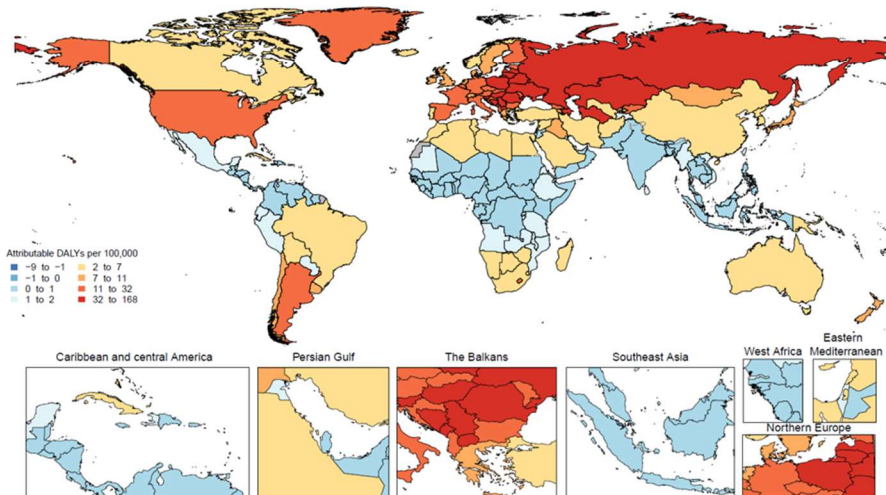 Attributable DALYs per 100,000
−9 to −1
−1 to 0
0 to 1
1 to 2
2 to 7
7 to 11
11 to 32
32 to 168
Caribbean and central America
Persian Gulf
The Balkans
Southeast Asia
West Africa
Eastern
Mediterranean
Northern Europe